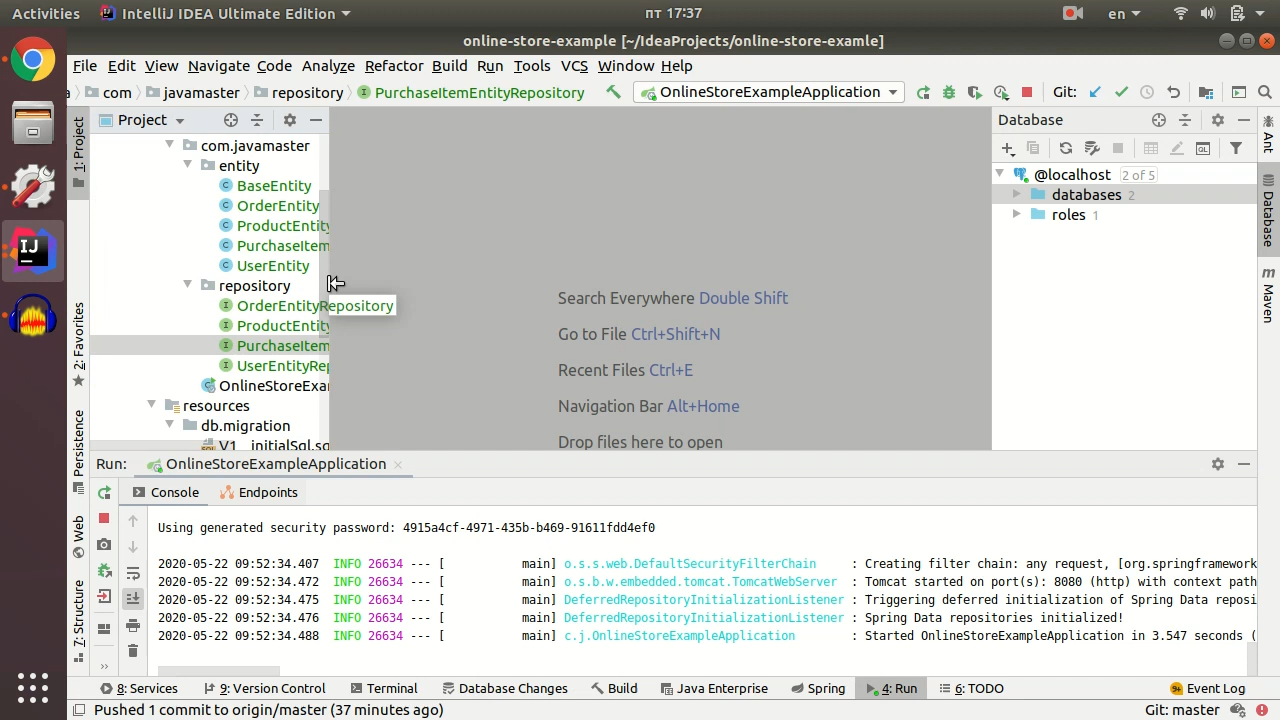 Activities IntelliJ IDEA Ultimate Edition пт 17:37 en
online-store-example [~/IdeaProjects/online-store-examle]
File Edit View Navigate Code Analyze Refactor Build Run Tools VCS Window Help
com javamaster repository PurchaseItemEntityRepository OnlineStoreExampleApplication Git:
1: Project
2: Favorites
Persistence
Web
7: Structure
Project
com.javamaster
entity
BaseEntity
OrderEntity
ProductEntity
PurchaseItem
UserEntity
repository
OrderEntityRepository
ProductEntity
PurchaseItem
UserEntityRe
OnlineStoreExa
resources
db.migration
V1__initialSql.sq
Search Everywhere Double Shift
Go to File Ctrl+Shift+N
Recent Files Ctrl+E
Navigation Bar Alt+Home
Drop files here to open
Database
@localhost 2 of 5
databases 2
roles 1
Ant
Database
Maven
Run: OnlineStoreExampleApplication
Console Endpoints
Using generated security password: 4915a4cf-4971-435b-b469-91611fdd4ef0
2020-05-22 09:52:34.407 INFO 26634 --- [ main] o.s.s.web.DefaultSecurityFilterChain : Creating filter chain: any request, [org.springframework
2020-05-22 09:52:34.472 INFO 26634 --- [ main] o.s.b.w.embedded.tomcat.TomcatWebServer : Tomcat started on port(s): 8080 (http) with context path
2020-05-22 09:52:34.475 INFO 26634 --- [ main] DeferredRepositoryInitializationListener : Triggering deferred initialization of Spring Data reposi
2020-05-22 09:52:34.476 INFO 26634 --- [ main] DeferredRepositoryInitializationListener : Spring Data repositories initialized!
2020-05-22 09:52:34.488 INFO 26634 --- [ main] c.j.OnlineStoreExampleApplication : Started OnlineStoreExampleApplication in 3.547 seconds (
8: Services 9: Version Control Terminal Database Changes Build Java Enterprise Spring 4: Run 6: TODO Event Log
Pushed 1 commit to origin/master (37 minutes ago) Git: master